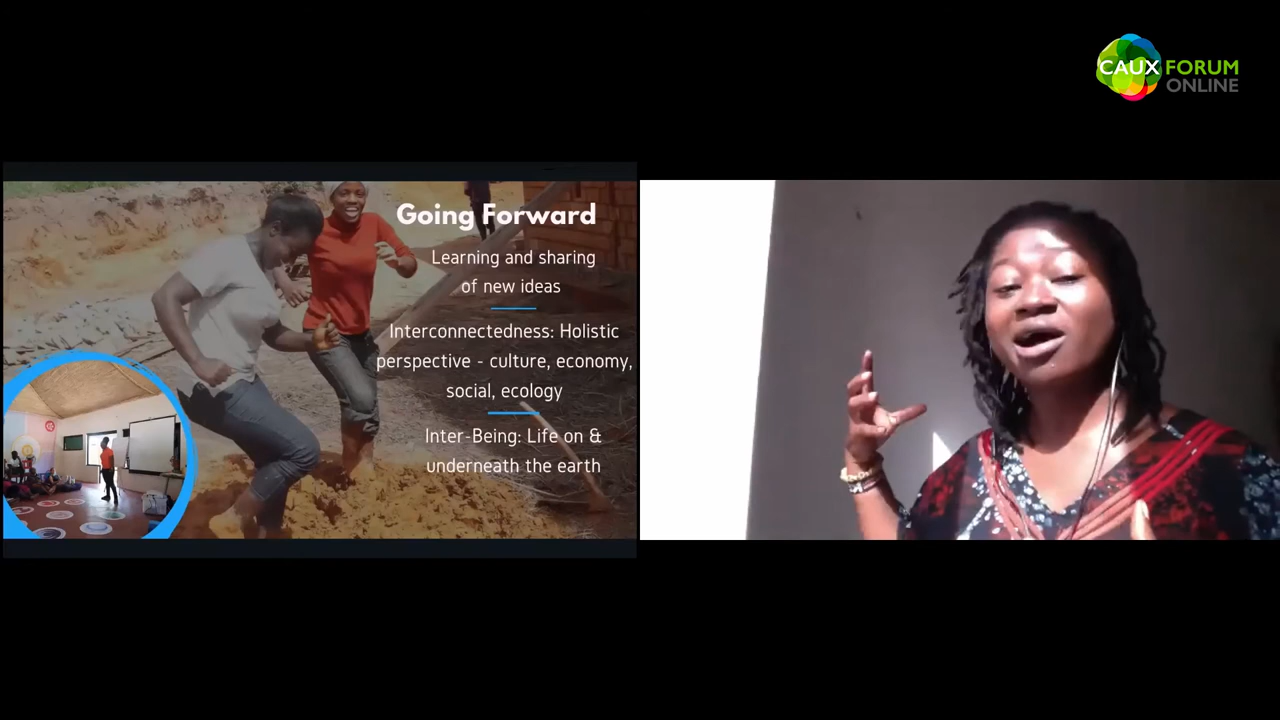 CAUX FORUM
ONLINE
Going Forward
Learning and sharing
of new ideas
Interconnectedness: Holistic
perspective - culture, economy,
social, ecology
Inter-Being: Life on &
underneath the earth